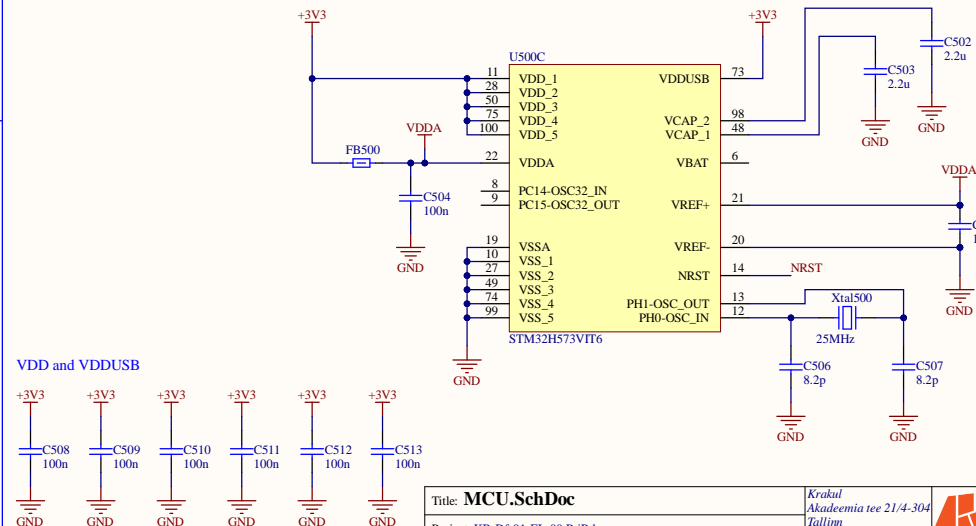 +3V3
+3V3
U500C
C502
2.2u
C503
2.2u
GND
GND
11 VDD_1
28 VDD_2
50 VDD_3
75 VDD_4
100 VDD_5
VDDUSB 73
VCAP_2 98
VCAP_1 48
VDDA
FB500
22 VDDA
VBAT 6
VDDA
C504
100n
GND
8 PC14-OSC32_IN
9 PC15-OSC32_OUT
VREF+ 21
19 VSSA
10 VSS_1
27 VSS_2
49 VSS_3
74 VSS_4
99 VSS_5
VREF- 20
NRST 14 NRST
PH1-OSC_OUT 13
PH0-OSC_IN 12
GND
Xtal500
25MHz
STM32H573VIT6
GND
C506
8.2p
C507
8.2p
GND
GND
VDD and VDDUSB
+3V3 +3V3 +3V3 +3V3 +3V3 +3V3
C508 C509 C510 C511 C512 C513
100n 100n 100n 100n 100n 100n
GND GND GND GND GND GND
Title: MCU.SchDoc
Krakul
Akadeemia tee 21/4-304
Tallinn